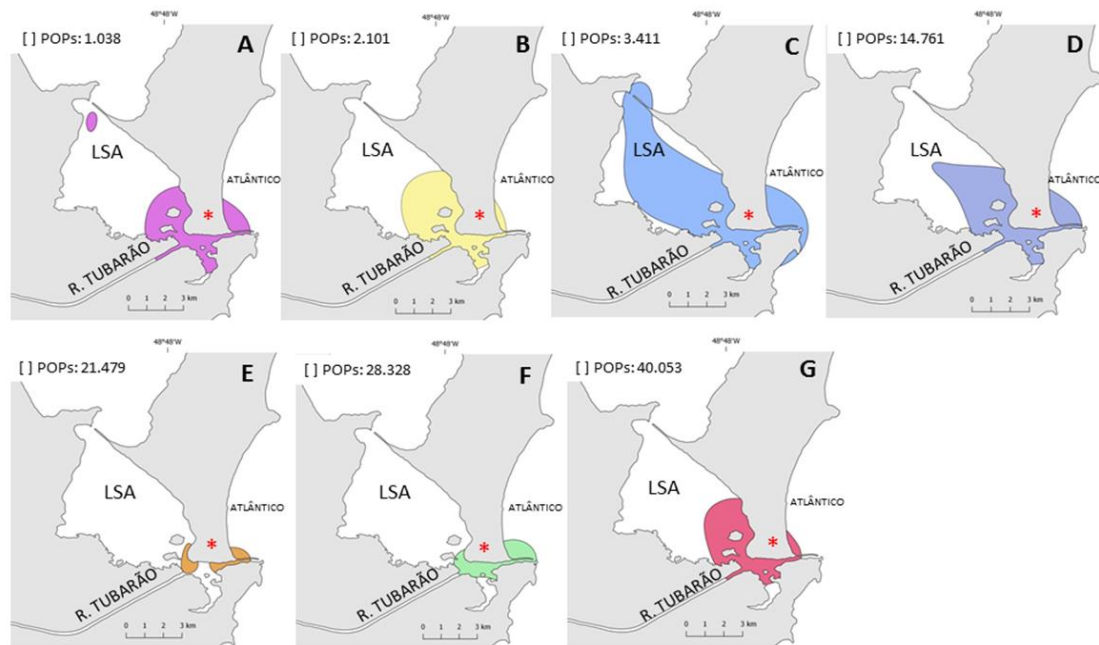 48°48'W
48°48'W
48°48'W
[ ] POPs: 1.038
A
[ ] POPs: 2.101
B
[ ] POPs: 3.411
C
[ ] POPs: 14.761
D
LSA
ATLÂNTICO
*
R. TUBARÃO
0 1 2 3 km
LSA
ATLÂNTICO
*
R. TUBARÃO
0 1 2 3 km
LSA
ATLÂNTICO
*
R. TUBARÃO
0 1 2 3 km
LSA
ATLÂNTICO
*
R. TUBARÃO
0 1 2 3 km
48°48'W
48°48'W
48°48'W
[ ] POPs: 21.479
E
[ ] POPs: 28.328
F
[ ] POPs: 40.053
G
LSA
ATLÂNTICO
*
R. TUBARÃO
0 1 2 3 km
LSA
ATLÂNTICO
*
R. TUBARÃO
0 1 2 3 km
LSA
ATLÂNTICO
*
R. TUBARÃO
0 1 2 3 km